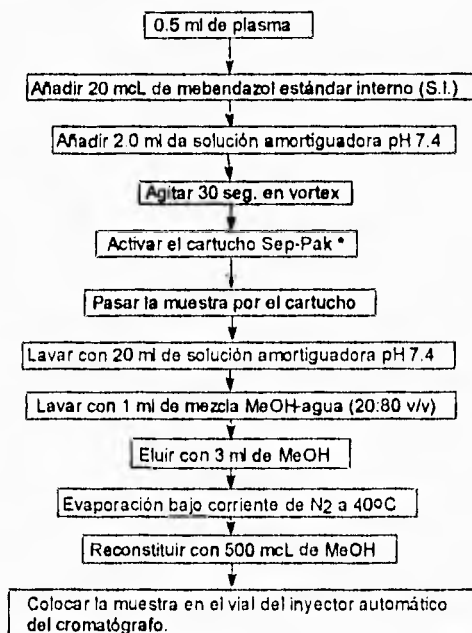 0.5 ml de plasma
Añadir 20 mcL de mebendazol estándar interno (S.I.)
Añadir 2.0 ml da solución amortiguadora pH 7.4
Agitar 30 seg. en vortex
Activar el cartucho Sep-Pak *
Pasar la muestra por el cartucho
Lavar con 20 ml de solución amortiguadora pH 7.4
Lavar con 1 ml de mezcla MeOH-agua (20:80 v/v)
Eluir con 3 ml de MeOH
Evaporación bajo corriente de N2 a 40ºC
Reconstituir con 500 mcL de MeOH
Colocar la muestra en el vial del inyector automático
del cromatógrafo.